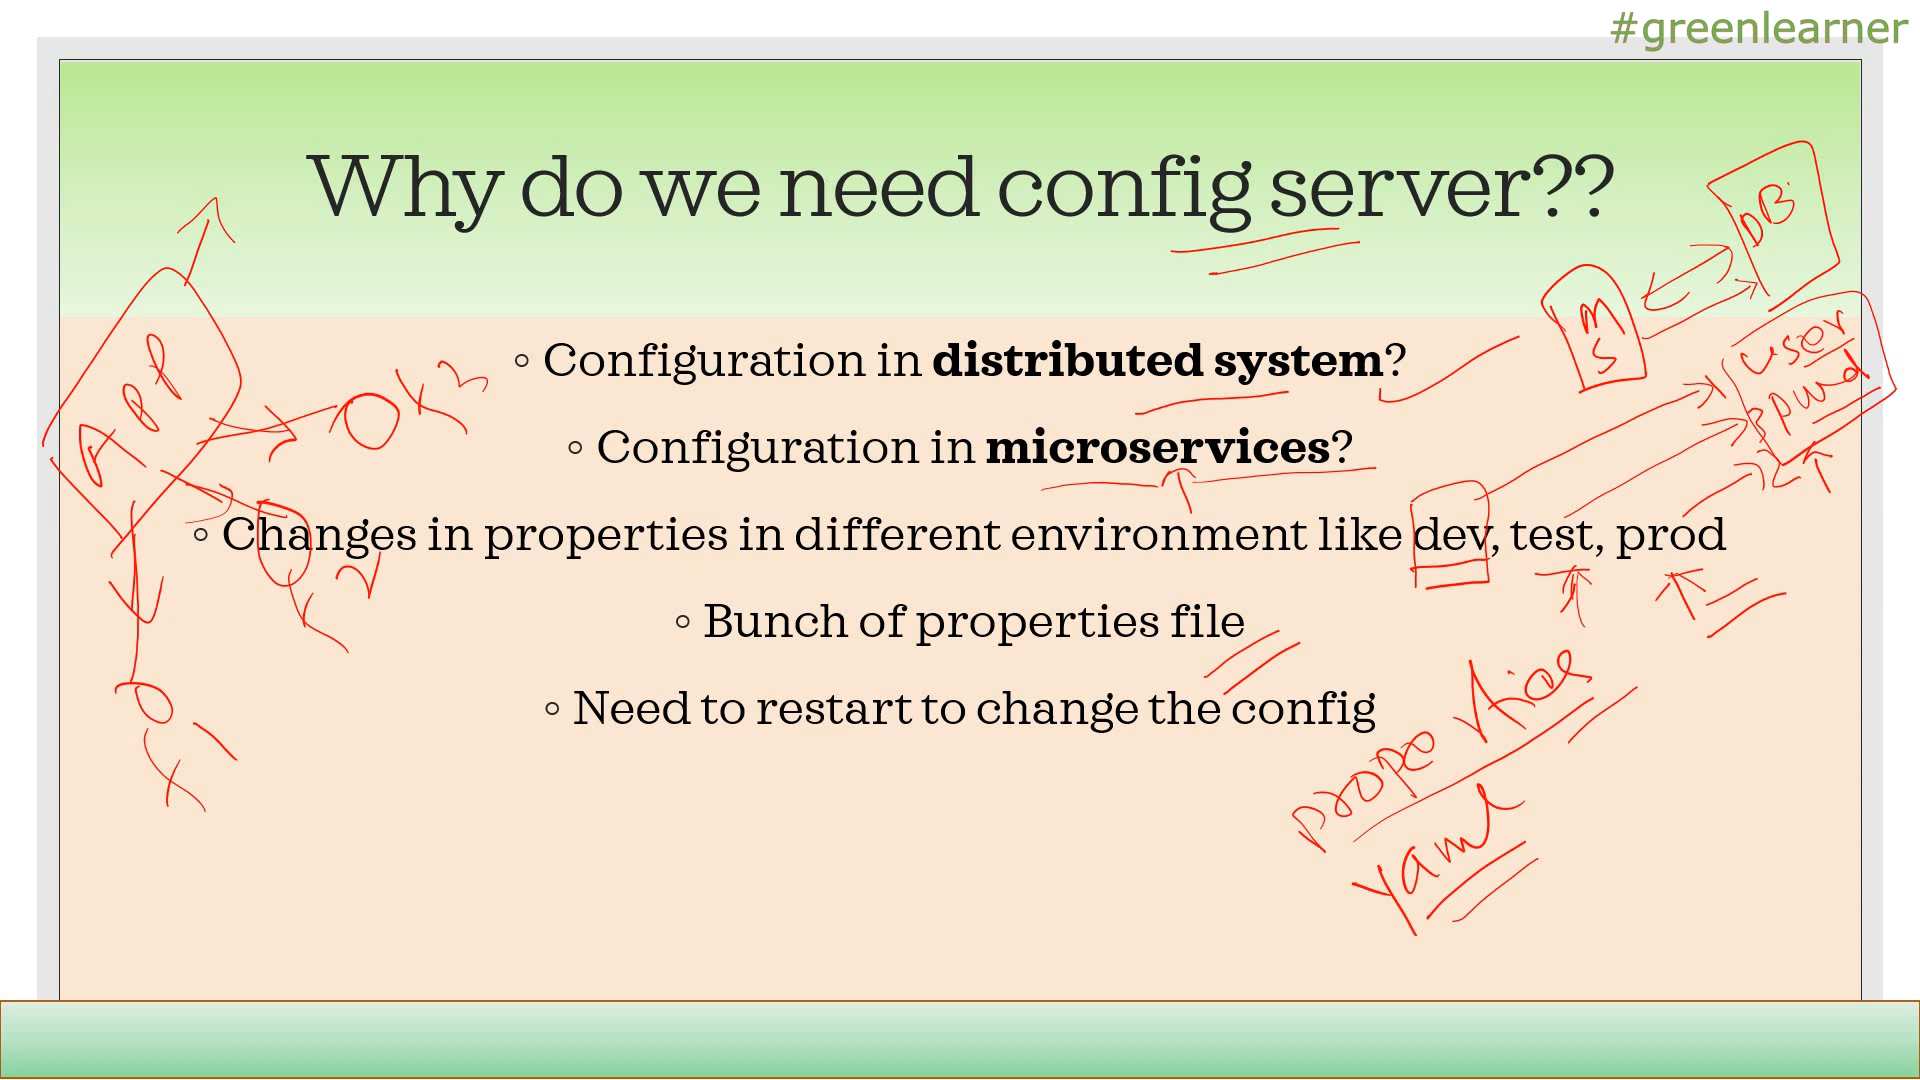 #greenlearner
Why do we need config server??
DB
MS
user
pwd
APP
◦ Configuration in distributed system?
◦ Configuration in microservices?
◦ Changes in properties in different environment like dev, test, prod
◦ Bunch of properties file
◦ Need to restart to change the config
properties
yaml